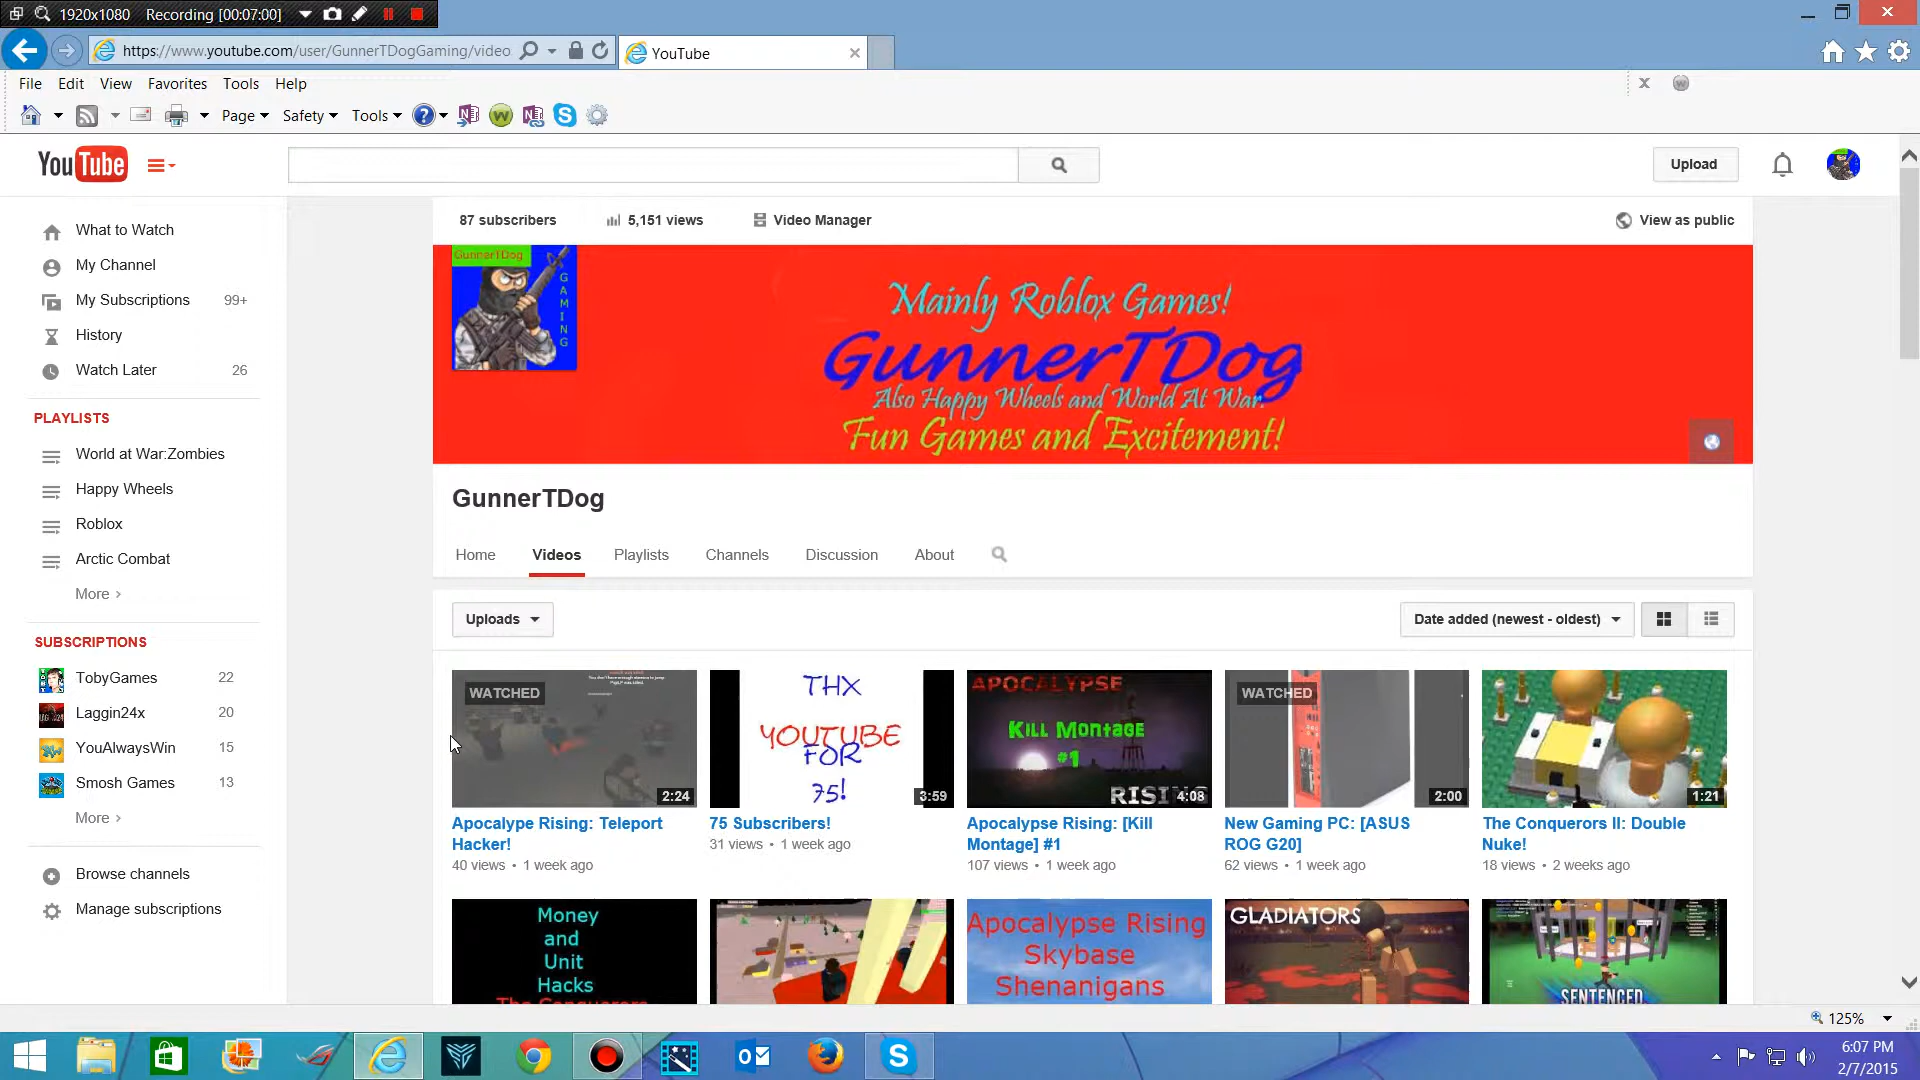 1920x1080 Recording [00:07:00]
https://www.youtube.com/user/GunnerTDogGaming/video
YouTube
File Edit View Favorites Tools Help
Page Safety Tools
YouTube
Upload
87 subscribers 5,151 views Video Manager View as public
What to Watch
My Channel
My Subscriptions 99+
History
Watch Later 26
PLAYLISTS
World at War:Zombies
Happy Wheels
Roblox
Arctic Combat
More ›
SUBSCRIPTIONS
TobyGames 22
Laggin24x 20
YouAlwaysWin 15
Smosh Games 13
More ›
Browse channels
Manage subscriptions
GunnerTDog
GAMING
Mainly Roblox Games!
GunnerTDog
Also Happy Wheels and World At War.
Fun Games and Excitement!
GunnerTDog
Home Videos Playlists Channels Discussion About
Uploads
Date added (newest - oldest)
WATCHED
2:24
Apocalype Rising: Teleport
Hacker!
40 views • 1 week ago
THX
YOUTUBE
FOR
75!
3:59
75 Subscribers!
31 views • 1 week ago
APOCALYPSE
Kill Montage
#1
RISING
4:08
Apocalypse Rising: [Kill
Montage] #1
107 views • 1 week ago
WATCHED
2:00
New Gaming PC: [ASUS
ROG G20]
62 views • 1 week ago
1:21
The Conquerors II: Double
Nuke!
18 views • 2 weeks ago
Money
and
Unit
Hacks
The Conquerors
Apocalypse Rising
Skybase
Shenanigans
GLADIATORS
SENTENCED
125%
6:07 PM
2/7/2015